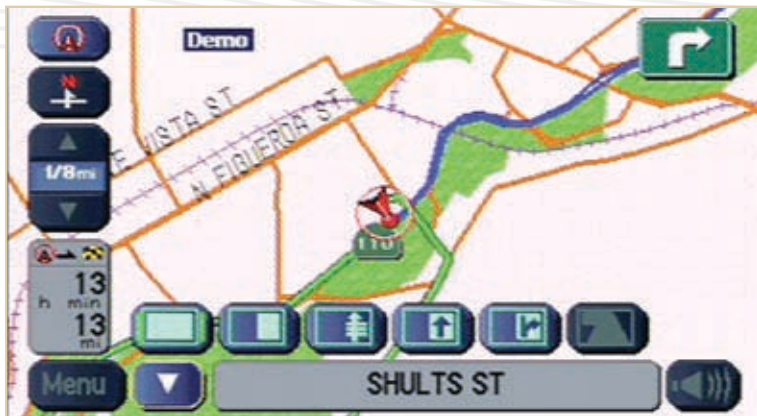 Demo
N
E VISTA ST
N FIGUEROA ST
1/8mi
110
13
h min
13
mi
Menu
SHULTS ST